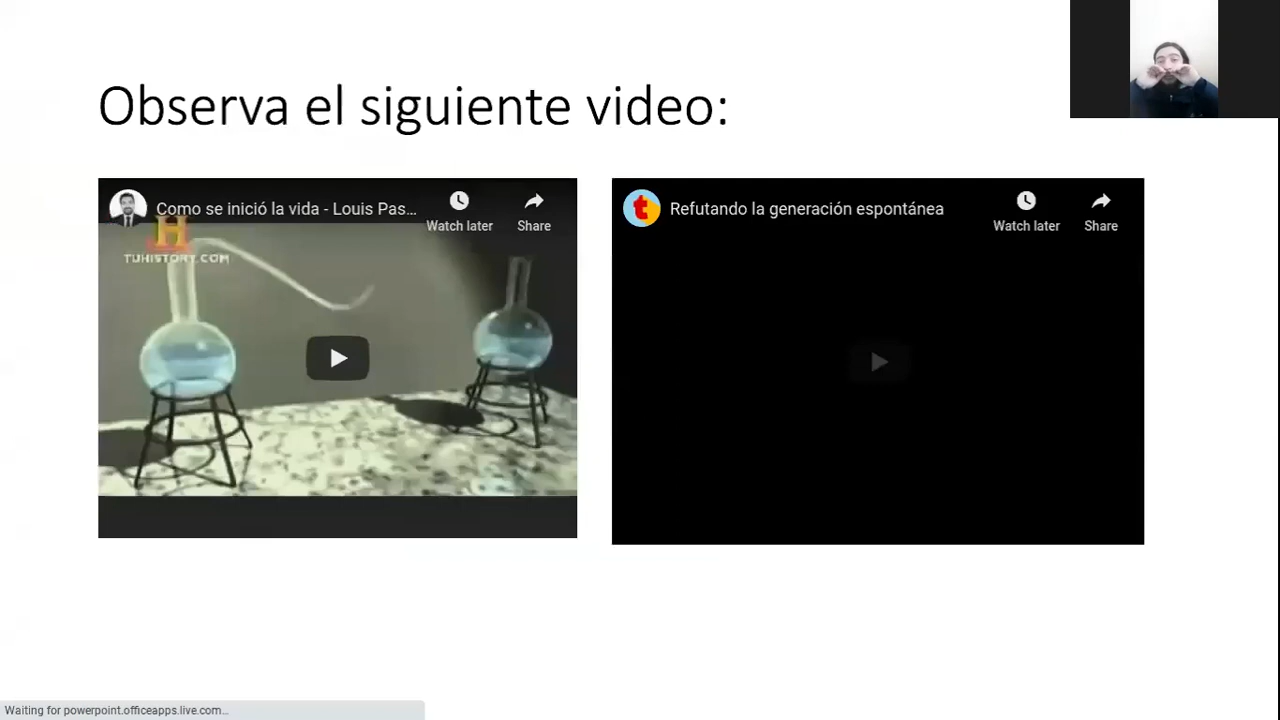 Observa el siguiente video:
Como se inició la vida - Louis Pas...
Watch later
Share
H
TUHISTORY.COM
t
Refutando la generación espontánea
Watch later
Share
Waiting for powerpoint.officeapps.live.com...